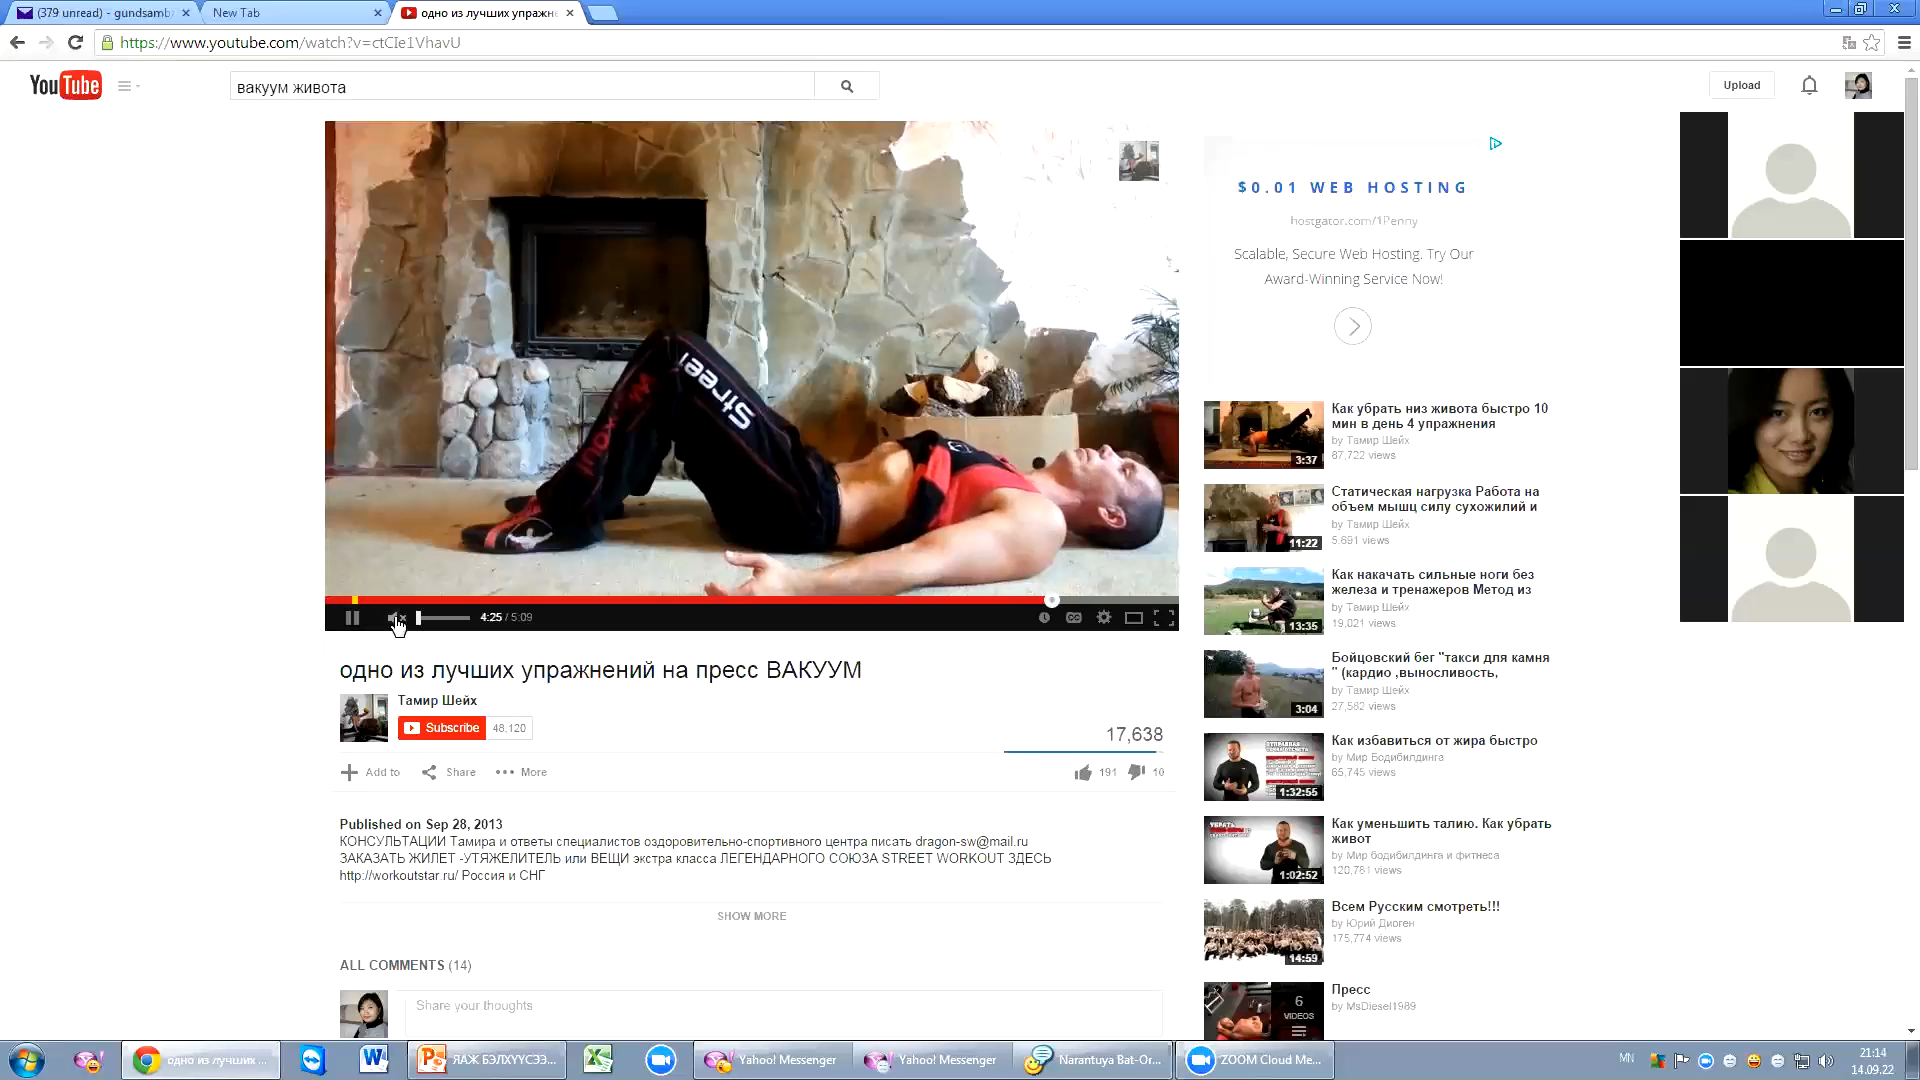 (379 unread) - gundsamb
New Tab
одно из лучших упражн
https://www.youtube.com/watch?v=ctCIe1VhavU
YouTube
вакуум живота
Upload
Street
4:25 / 5:09
CC
одно из лучших упражнений на пресс ВАКУУМ
Тамир Шейх
Subscribe 48,120
17,638
Add to Share More
191 10
Published on Sep 28, 2013
КОНСУЛЬТАЦИИ Тамира и ответы специалистов оздоровительно-спортивного центра писать dragon-sw@mail.ru
ЗАКАЗАТЬ ЖИЛЕТ -УТЯЖЕЛИТЕЛЬ или ВЕЩИ экстра класса ЛЕГЕНДАРНОГО СОЮЗА STREET WORKOUT ЗДЕСЬ
http://workoutstar.ru/ Россия и СНГ
SHOW MORE
ALL COMMENTS (14)
Share your thoughts
$0.01 WEB HOSTING
hostgator.com/1Penny
Scalable, Secure Web Hosting. Try Our
Award-Winning Service Now!
Как убрать низ живота быстро 10
мин в день 4 упражнения
by Тамир Шейх
87,722 views
3:37
Статическая нагрузка Работа на
объем мышц силу сухожилий и
by Тамир Шейх
5,691 views
11:22
Как накачать сильные ноги без
железа и тренажеров Метод из
by Тамир Шейх
19,021 views
13:35
Бойцовский бег "такси для камня
" (кардио ,выносливость,
by Тамир Шейх
27,582 views
3:04
Как избавиться от жира быстро
by Мир Бодибилдинга
65,745 views
1:32:55
Как уменьшить талию. Как убрать
живот
by Мир бодибилдинга и фитнеса
120,761 views
1:02:52
Всем Русским смотреть!!!
by Юрий Диоген
175,774 views
14:59
Пресс
by MsDiesel1989
6
VIDEOS
одно из лучших ...
ЯАЖ БЭЛХҮҮСЭЭ...
Yahoo! Messenger
Yahoo! Messenger
Narantuya Bat-Or...
ZOOM Cloud Me...
MN
21:14
14.09.22